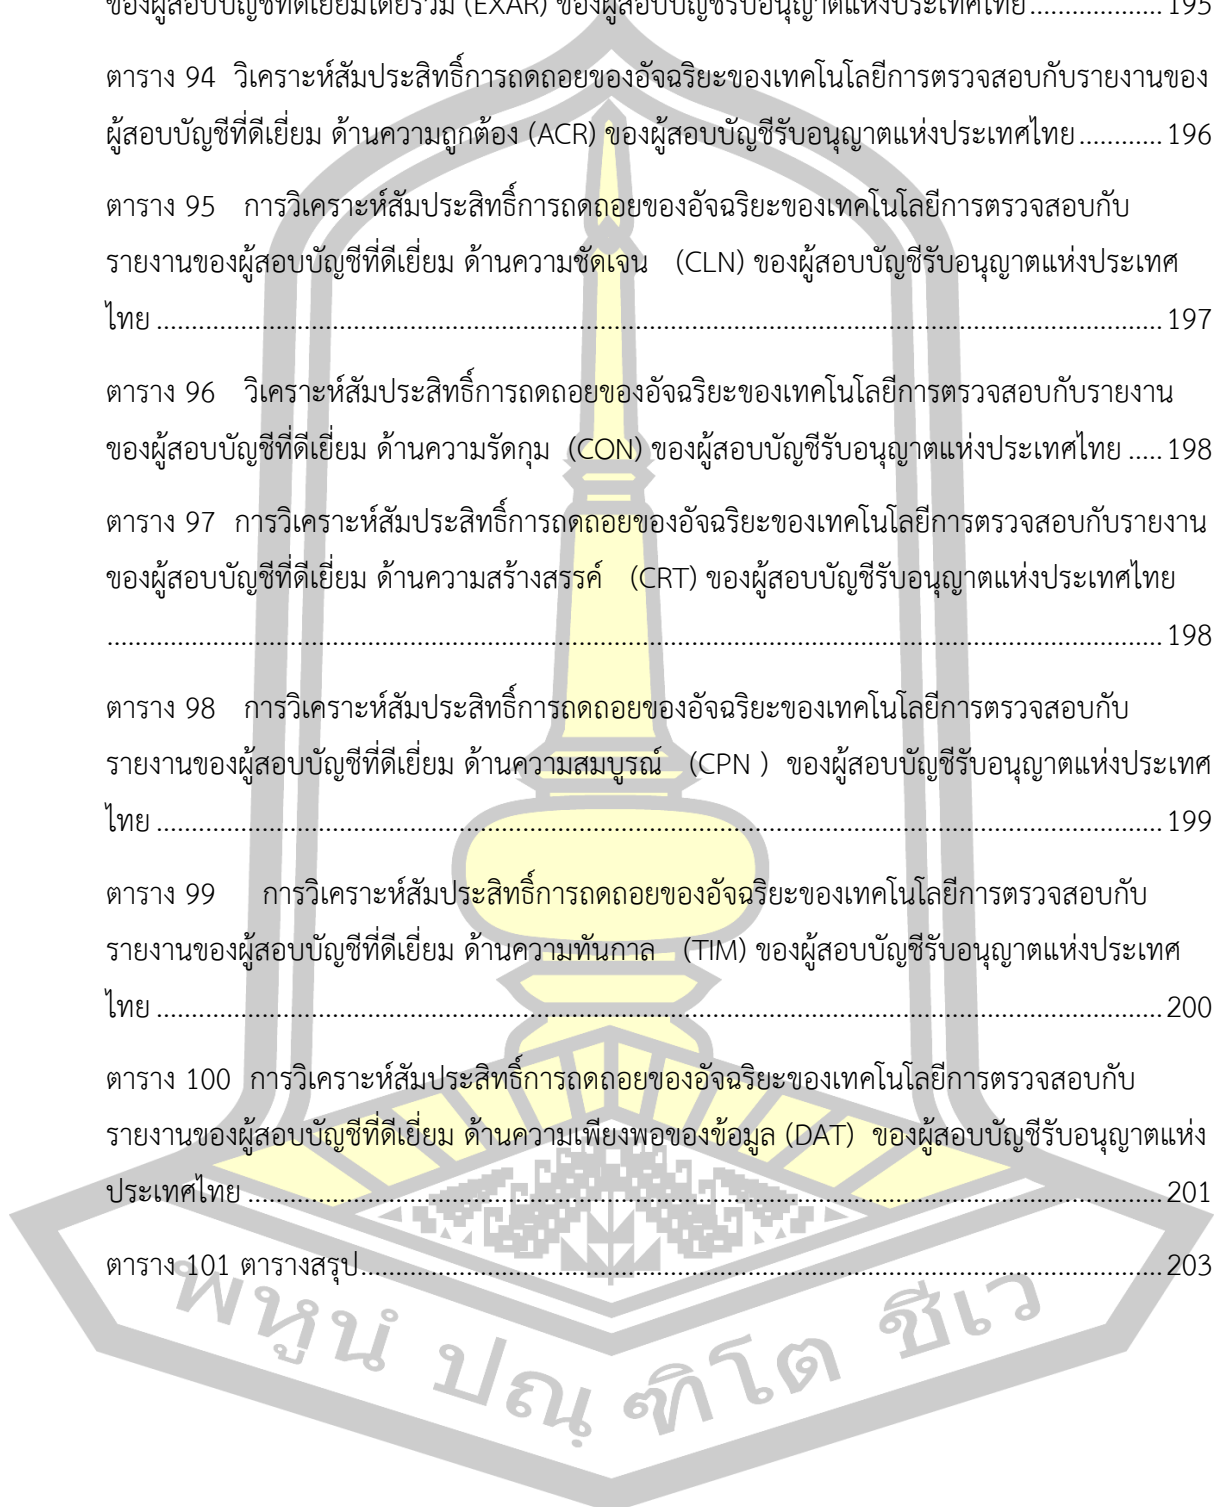 ของผู้สอบบัญชีที่ดีเยี่ยมโดยรวม (EXAR) ของผู้สอบบัญชีรับอนุญาตแห่งประเทศไทย ................... 195
ตาราง 94 วิเคราะห์สัมประสิทธิ์การถดถอยของอัจฉริยะของเทคโนโลยีการตรวจสอบกับรายงานของ
ผู้สอบบัญชีที่ดีเยี่ยม ด้านความถูกต้อง (ACR) ของผู้สอบบัญชีรับอนุญาตแห่งประเทศไทย ............ 196
ตาราง 95 การวิเคราะห์สัมประสิทธิ์การถดถอยของอัจฉริยะของเทคโนโลยีการตรวจสอบกับ
รายงานของผู้สอบบัญชีที่ดีเยี่ยม ด้านความชัดเจน (CLN) ของผู้สอบบัญชีรับอนุญาตแห่งประเทศ
ไทย ................................................................................................................................................ 197
ตาราง 96 วิเคราะห์สัมประสิทธิ์การถดถอยของอัจฉริยะของเทคโนโลยีการตรวจสอบกับรายงาน
ของผู้สอบบัญชีที่ดีเยี่ยม ด้านความรัดกุม (CON) ของผู้สอบบัญชีรับอนุญาตแห่งประเทศไทย ..... 198
ตาราง 97 การวิเคราะห์สัมประสิทธิ์การถดถอยของอัจฉริยะของเทคโนโลยีการตรวจสอบกับรายงาน
ของผู้สอบบัญชีที่ดีเยี่ยม ด้านความสร้างสรรค์ (CRT) ของผู้สอบบัญชีรับอนุญาตแห่งประเทศไทย
....................................................................................................................................................... 198
ตาราง 98 การวิเคราะห์สัมประสิทธิ์การถดถอยของอัจฉริยะของเทคโนโลยีการตรวจสอบกับ
รายงานของผู้สอบบัญชีที่ดีเยี่ยม ด้านความสมบูรณ์ (CPN ) ของผู้สอบบัญชีรับอนุญาตแห่งประเทศ
ไทย ................................................................................................................................................ 199
ตาราง 99 การวิเคราะห์สัมประสิทธิ์การถดถอยของอัจฉริยะของเทคโนโลยีการตรวจสอบกับ
รายงานของผู้สอบบัญชีที่ดีเยี่ยม ด้านความทันกาล (TIM) ของผู้สอบบัญชีรับอนุญาตแห่งประเทศ
ไทย ................................................................................................................................................ 200
ตาราง 100 การวิเคราะห์สัมประสิทธิ์การถดถอยของอัจฉริยะของเทคโนโลยีการตรวจสอบกับ
รายงานของผู้สอบบัญชีที่ดีเยี่ยม ด้านความเพียงพอของข้อมูล (DAT) ของผู้สอบบัญชีรับอนุญาตแห่ง
ประเทศไทย ................................................................................................................................... 201
ตาราง 101 ตารางสรุป................................................................................................................... 203
พหูนํ ปณฺฑิโต ชีเว